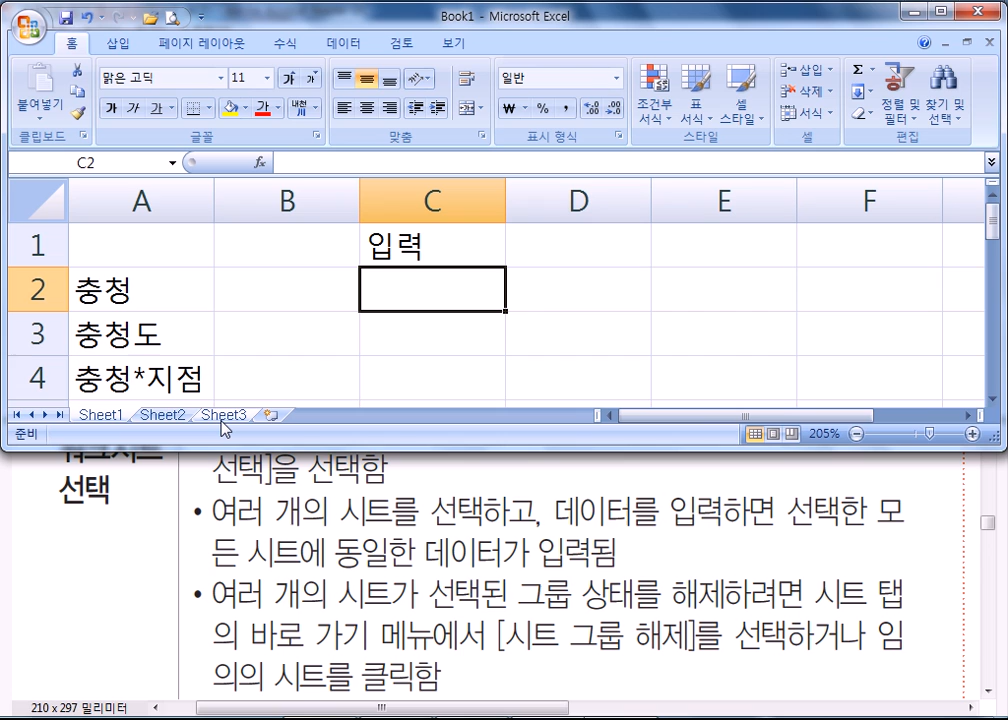 Book1 - Microsoft Excel
홈 삽입 페이지 레이아웃 수식 데이터 검토 보기
붙여넣기
맑은 고딕 11
가 가 가 가
일반
₩ % ,
조건부 서식
표 서식
셀 스타일
삽입
삭제
서식
Σ
정렬 및 필터
찾기 및 선택
클립보드 글꼴 맞춤 표시 형식 스타일 셀 편집
C2 fx
A B C D E F
1 입력
2 충청
3 충청도
4 충청*지점
Sheet1 Sheet2 Sheet3
준비 205%
선택]을 선택함
선택
• 여러 개의 시트를 선택하고, 데이터를 입력하면 선택한 모
든 시트에 동일한 데이터가 입력됨
• 여러 개의 시트가 선택된 그룹 상태를 해제하려면 시트 탭
의 바로 가기 메뉴에서 [시트 그룹 해제]를 선택하거나 임
의의 시트를 클릭함
210 x 297 밀리미터